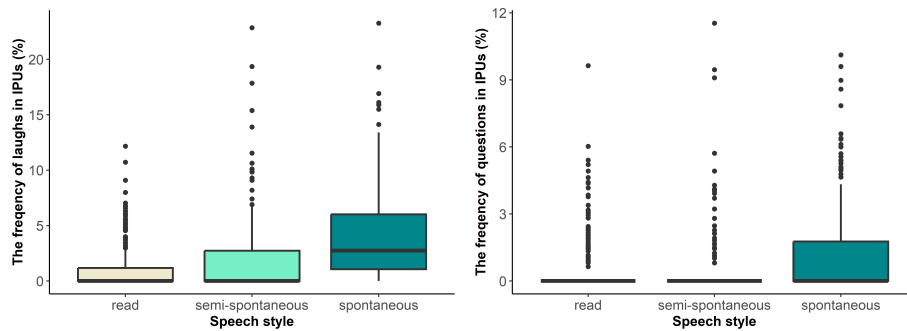 The freqency of laughs in IPUs (%)
20
15
10
5
0
read semi-spontaneous spontaneous
Speech style
The freqency of questions in IPUs (%)
12
9
6
3
0
read semi-spontaneous spontaneous
Speech style